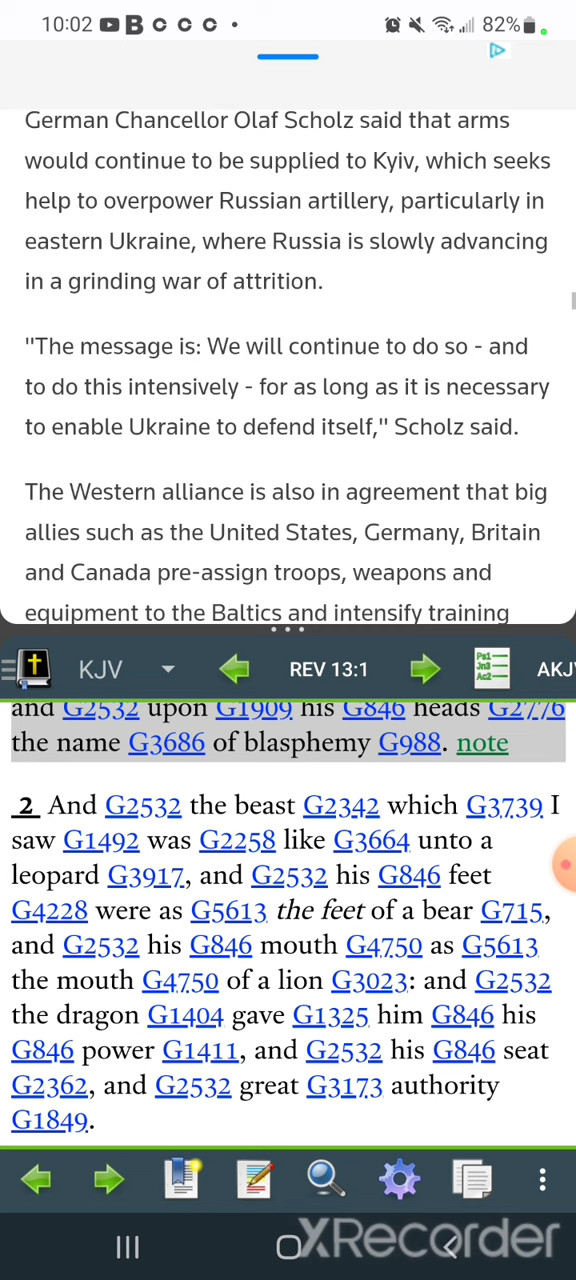 10:02
82%
German Chancellor Olaf Scholz said that arms
would continue to be supplied to Kyiv, which seeks
help to overpower Russian artillery, particularly in
eastern Ukraine, where Russia is slowly advancing
in a grinding war of attrition.
"The message is: We will continue to do so - and
to do this intensively - for as long as it is necessary
to enable Ukraine to defend itself," Scholz said.
The Western alliance is also in agreement that big
allies such as the United States, Germany, Britain
and Canada pre-assign troops, weapons and
equipment to the Baltics and intensify training
KJV
REV 13:1
Ps1
Jn3
Ac2
AKJV
and G2532 upon G1909 his G846 heads G2776
the name G3686 of blasphemy G988. note
2 And G2532 the beast G2342 which G3739 I
saw G1492 was G2258 like G3664 unto a
leopard G3917, and G2532 his G846 feet
G4228 were as G5613 the feet of a bear G715,
and G2532 his G846 mouth G4750 as G5613
the mouth G4750 of a lion G3023: and G2532
the dragon G1404 gave G1325 him G846 his
G846 power G1411, and G2532 his G846 seat
G2362, and G2532 great G3173 authority
G1849.
XRecorder